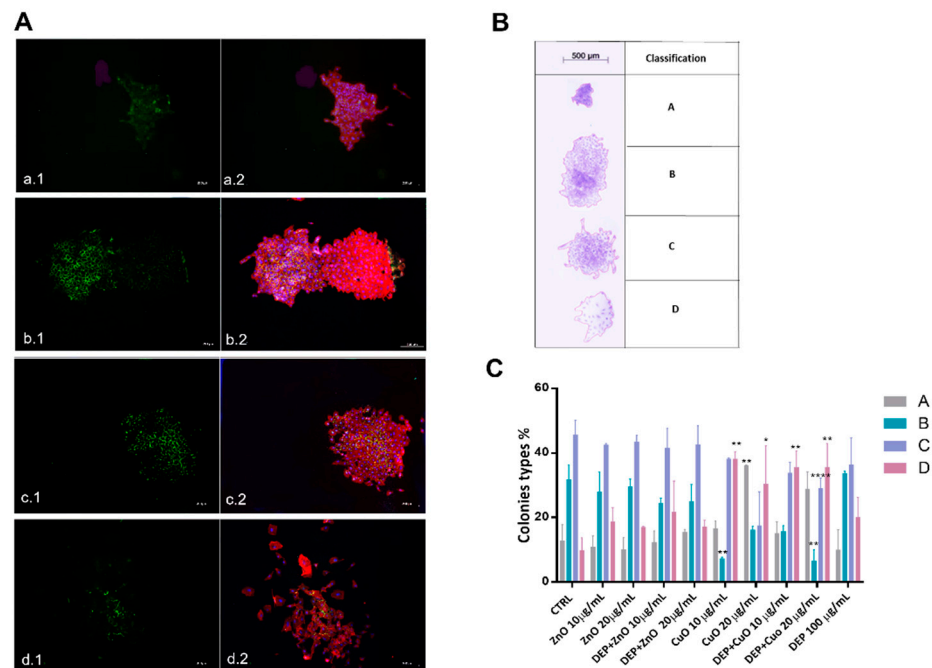 A
a.1
a.2
b.1
b.2
c.1
c.2
d.1
d.2
B
500 µm
Classification
A
B
C
D
C
Colonies types %
60
40
20
0
** ** * ** ** **** ** **
A
B
C
D
CTRL
ZnO 10µg/mL
ZnO 20µg/mL
DEP+ZnO 10µg/mL
DEP+ZnO 20µg/mL
CuO 10 µg/mL
CuO 20 µg/mL
DEP+CuO 10 µg/mL
DEP+Cuo 20 µg/mL
DEP 100 µg/mL